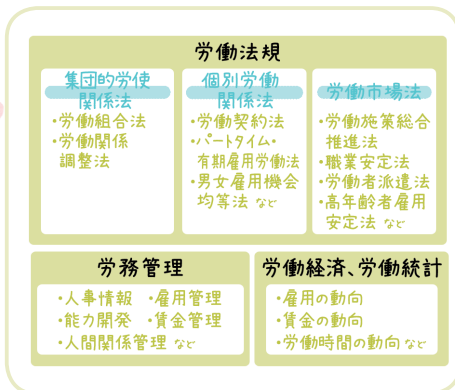 労働法規
集団的労使
関係法
・労働組合法
・労働関係
調整法
個別労働
関係法
・労働契約法
・パートタイム・
有期雇用労働法
・男女雇用機会
均等法 など
労働市場法
・労働施策総合
推進法
・職業安定法
・労働者派遣法
・高年齢者雇用
安定法 など
労務管理
・人事情報 ・雇用管理
・能力開発 ・賃金管理
・人間関係管理 など
労働経済、労働統計
・雇用の動向
・賃金の動向
・労働時間の動向 など